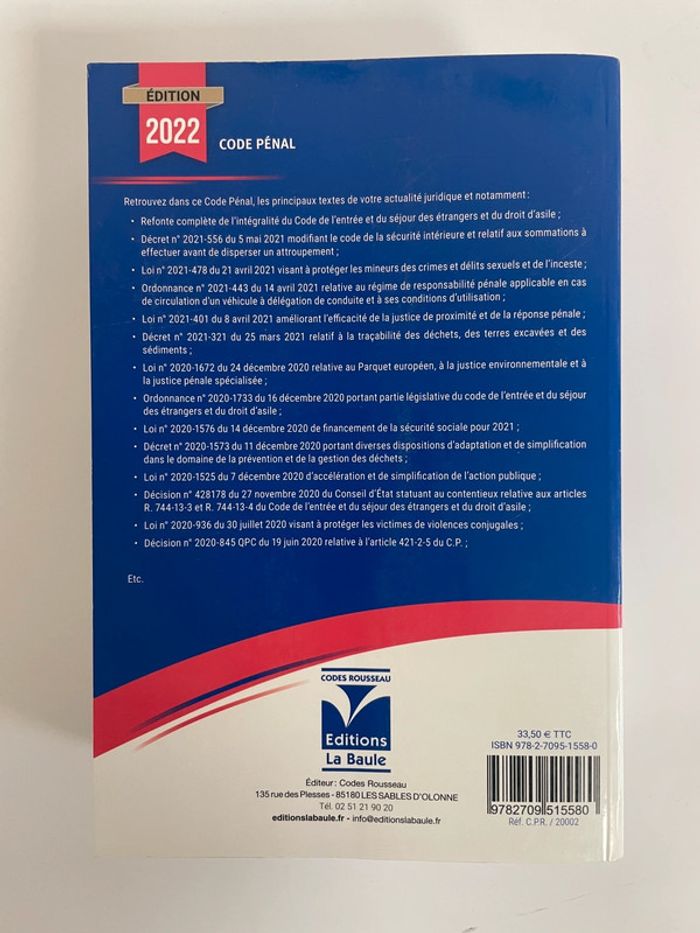 ÉDITION
2022
CODE PÉNAL
Retrouvez dans ce Code Pénal, les principaux textes de votre actualité juridique et notamment :
• Refonte complète de l'intégralité du Code de l'entrée et du séjour des étrangers et du droit d'asile ;
• Décret n° 2021-556 du 5 mai 2021 modifiant le code de la sécurité intérieure et relatif aux sommations à
effectuer avant de disperser un attroupement ;
• Loi n° 2021-478 du 21 avril 2021 visant à protéger les mineurs des crimes et délits sexuels et de l'inceste ;
• Ordonnance n° 2021-443 du 14 avril 2021 relative au régime de responsabilité pénale applicable en cas
de circulation d'un véhicule à délégation de conduite et à ses conditions d'utilisation ;
• Loi n° 2021-401 du 8 avril 2021 améliorant l'efficacité de la justice de proximité et de la réponse pénale ;
• Décret n° 2021-321 du 25 mars 2021 relatif à la traçabilité des déchets, des terres excavées et des
sédiments ;
• Loi n° 2020-1672 du 24 décembre 2020 relative au Parquet européen, à la justice environnementale et à
la justice pénale spécialisée ;
• Ordonnance n° 2020-1733 du 16 décembre 2020 portant partie législative du code de l'entrée et du séjour
des étrangers et du droit d'asile ;
• Loi n° 2020-1576 du 14 décembre 2020 de financement de la sécurité sociale pour 2021 ;
• Décret n° 2020-1573 du 11 décembre 2020 portant diverses dispositions d'adaptation et de simplification
dans le domaine de la prévention et de la gestion des déchets ;
• Loi n° 2020-1525 du 7 décembre d'accélération et de simplification de l'action publique ;
• Décision n° 428178 du 27 novembre 2020 du Conseil d'État statuant au contentieux relative aux articles
R. 744-13-3 et R. 744-13-4 du Code de l'entrée et du séjour des étrangers et du droit d'asile ;
• Loi n° 2020-936 du 30 juillet 2020 visant à protéger les victimes de violences conjugales ;
• Décision n° 2020-845 QPC du 19 juin 2020 relative à l'article 421-2-5 du C.P. ;
Etc.
CODES ROUSSEAU
Editions
La Baule
Éditeur : Codes Rousseau
135 rue des Plesses - 85180 LES SABLES D'OLONNE
Tél. 02 51 21 90 20
editionslabaule.fr - info@editionslabaule.fr
33,50 € TTC
ISBN 978-2-7095-1558-0
9782709515580
Réf. C.P.R. / 20002